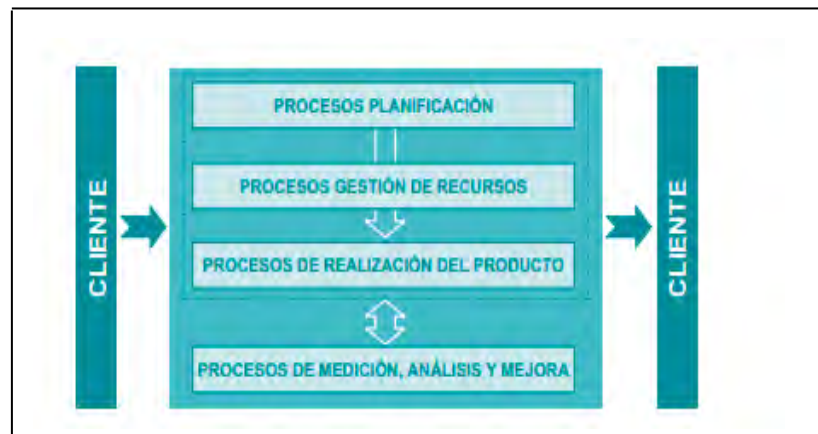 CLIENTE
PROCESOS PLANIFICACIÓN
PROCESOS GESTIÓN DE RECURSOS
PROCESOS DE REALIZACIÓN DEL PRODUCTO
PROCESOS DE MEDICIÓN, ANÁLISIS Y MEJORA
CLIENTE